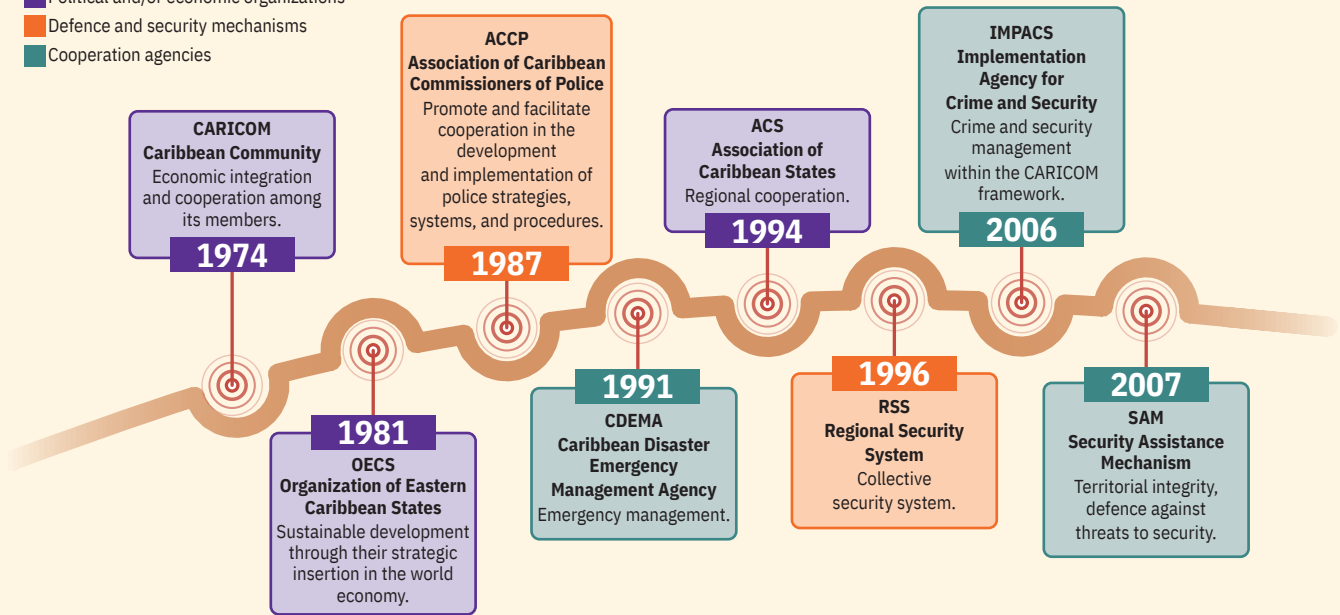 Political and/or economic organizations
Defence and security mechanisms
Cooperation agencies
CARICOM
Caribbean Community
Economic integration
and cooperation among
its members.
1974
1981
OECS
Organization of Eastern
Caribbean States
Sustainable development
through their strategic
insertion in the world
economy.
ACCP
Association of Caribbean
Commissioners of Police
Promote and facilitate
cooperation in the
development
and implementation of
police strategies,
systems, and procedures.
1987
1991
CDEMA
Caribbean Disaster
Emergency
Management Agency
Emergency management.
ACS
Association of
Caribbean States
Regional cooperation.
1994
1996
RSS
Regional Security
System
Collective
security system.
IMPACS
Implementation
Agency for
Crime and Security
Crime and security
management
within the CARICOM
framework.
2006
2007
SAM
Security Assistance
Mechanism
Territorial integrity,
defence against
threats to security.